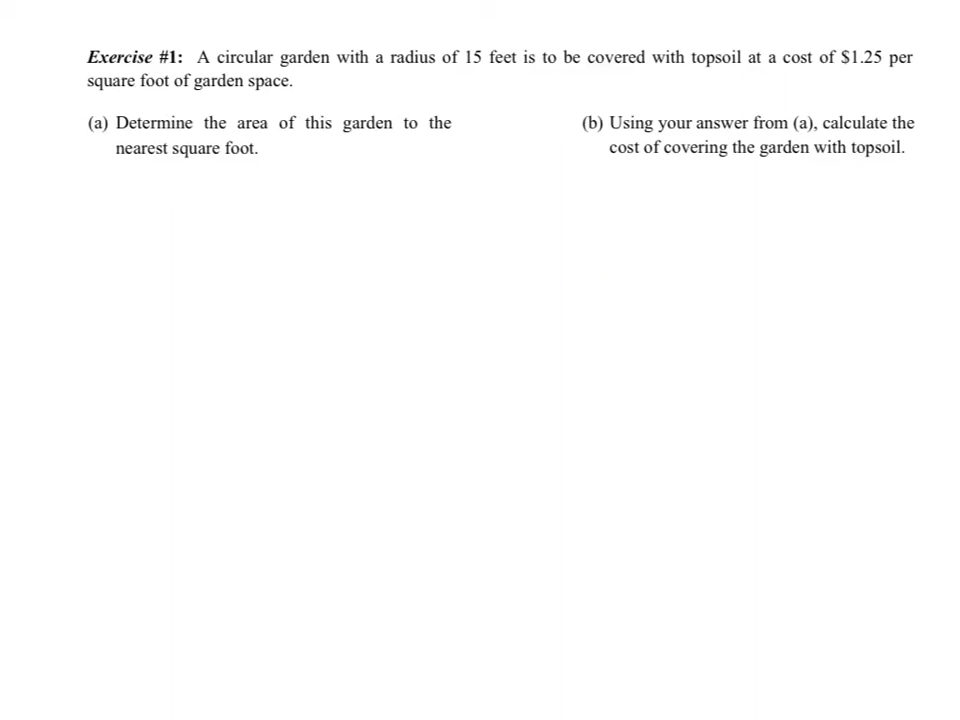 Exercise #1: A circular garden with a radius of 15 feet is to be covered with topsoil at a cost of $1.25 per
square foot of garden space.
(a) Determine the area of this garden to the
nearest square foot.
(b) Using your answer from (a), calculate the
cost of covering the garden with topsoil.